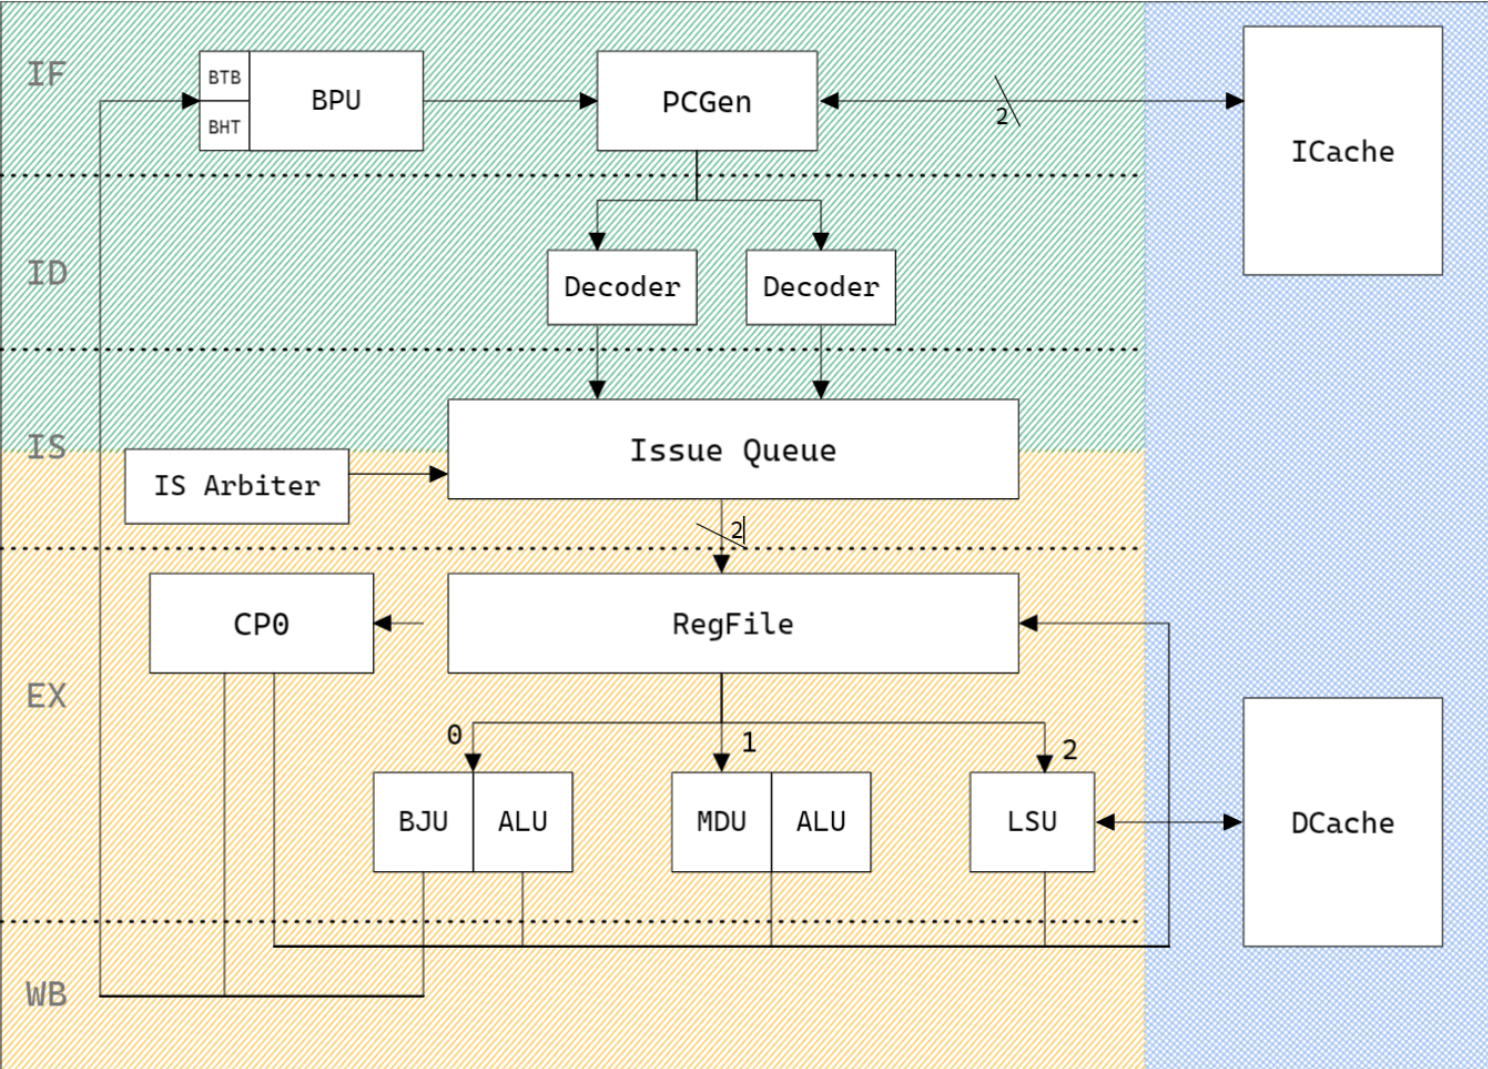 IF
BTB
BHT
BPU
PCGen
2
ICache
ID
Decoder
Decoder
IS
IS Arbiter
Issue Queue
2
CP0
RegFile
EX
0
1
2
BJU
ALU
MDU
ALU
LSU
DCache
WB